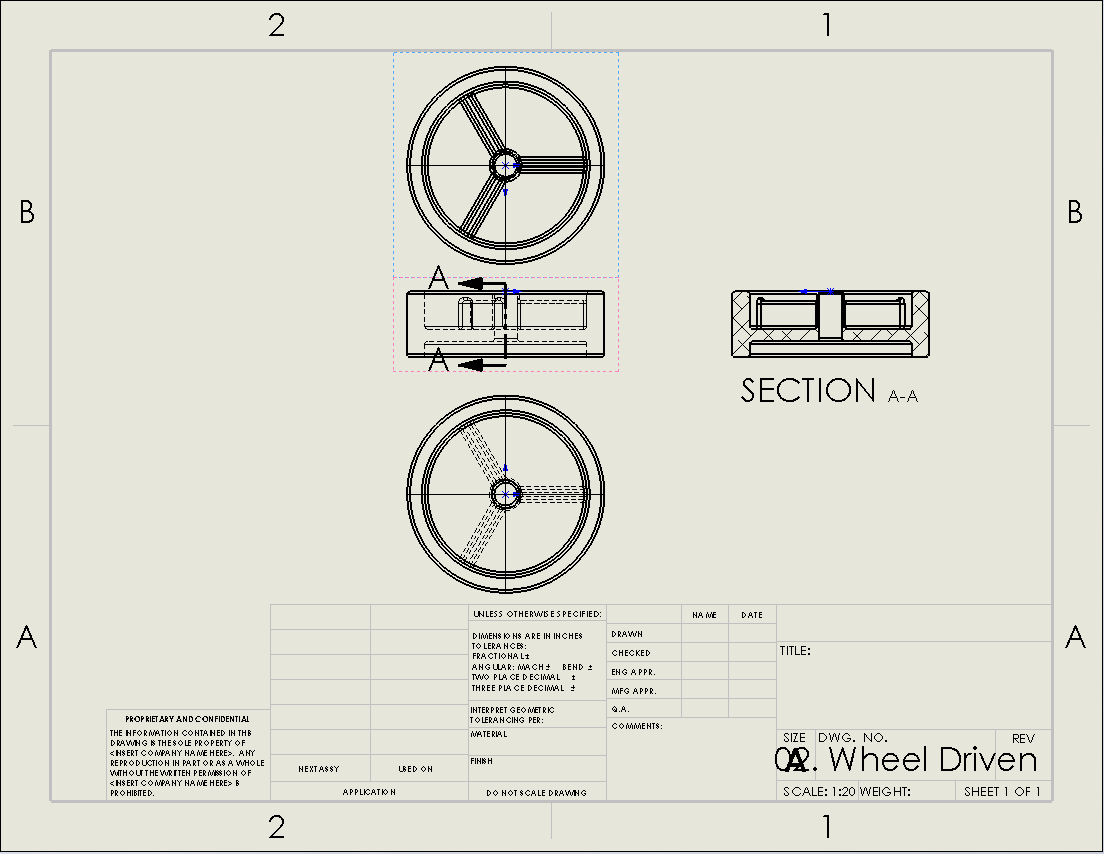 2 1
B B
A
A
SECTION A-A
A A
UNLESS OTHERWISE SPECIFIED:
NAME DATE
DIMENSIONS ARE IN INCHES
TOLERANCES:
FRACTIONAL±
ANGULAR: MACH± BEND ±
TWO PLACE DECIMAL ±
THREE PLACE DECIMAL ±
DRAWN
CHECKED
ENG APPR.
MFG APPR.
Q.A.
COMMENTS:
TITLE:
INTERPRET GEOMETRIC
TOLERANCING PER:
MATERIAL
FINISH
PROPRIETARY AND CONFIDENTIAL
THE INFORMATION CONTAINED IN THIS
DRAWING IS THE SOLE PROPERTY OF
<INSERT COMPANY NAME HERE>. ANY
REPRODUCTION IN PART OR AS A WHOLE
WITHOUT THE WRITTEN PERMISSION OF
<INSERT COMPANY NAME HERE> IS
PROHIBITED.
NEXT ASSY USED ON
APPLICATION
DO NOT SCALE DRAWING
SIZE DWG. NO. REV
A
02. Wheel Driven
SCALE: 1:20 WEIGHT: SHEET 1 OF 1
2 1